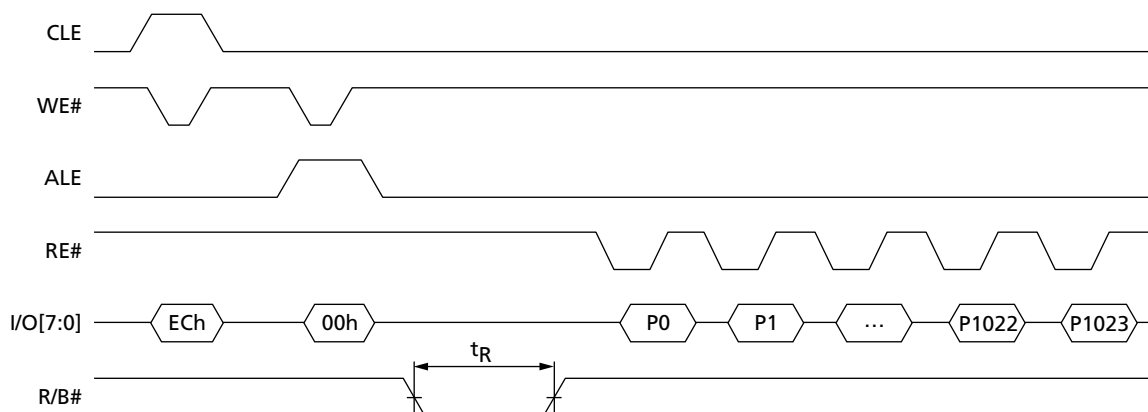 CLE
WE#
ALE
RE#
I/O[7:0] ECh 00h P0 P1 ... P1022 P1023
tR
R/B#